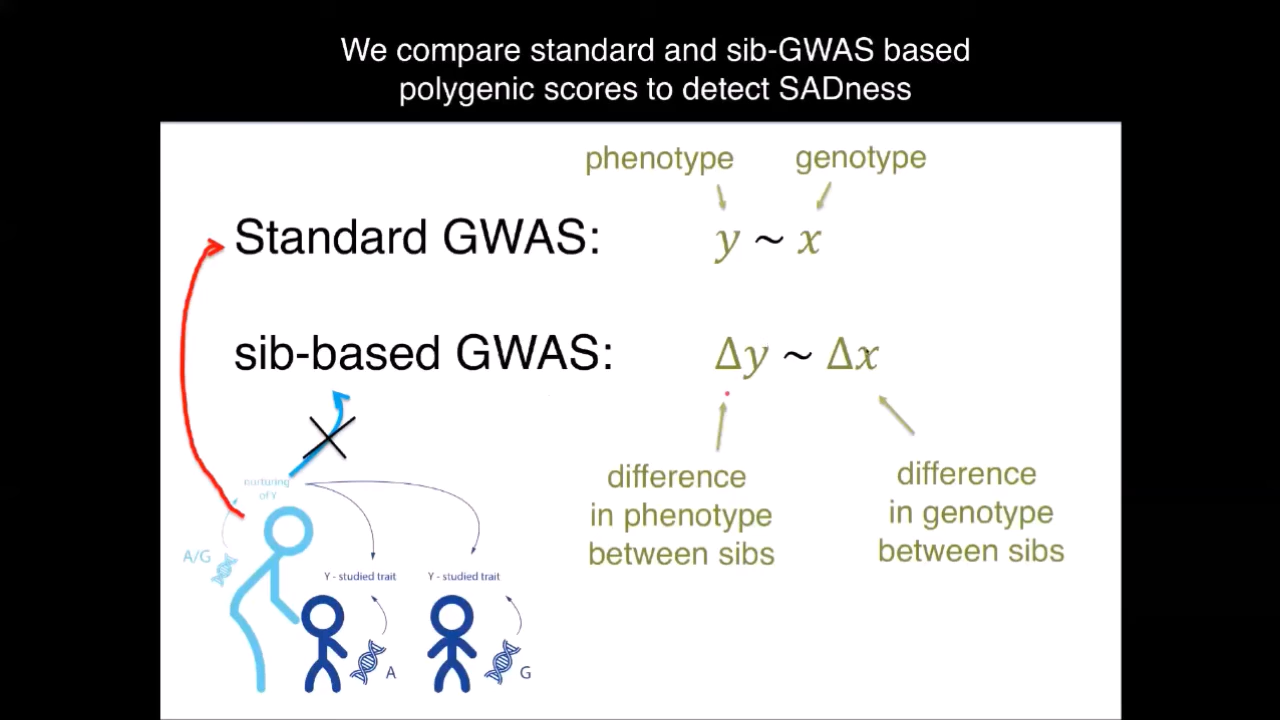 We compare standard and sib-GWAS based
polygenic scores to detect SADness
phenotype genotype
Standard GWAS: y ~ x
sib-based GWAS: Δy ~ Δx
difference
in phenotype
between sibs
difference
in genotype
between sibs
nurturing
of Y
A/G
Y - studied trait Y - studied trait
A G